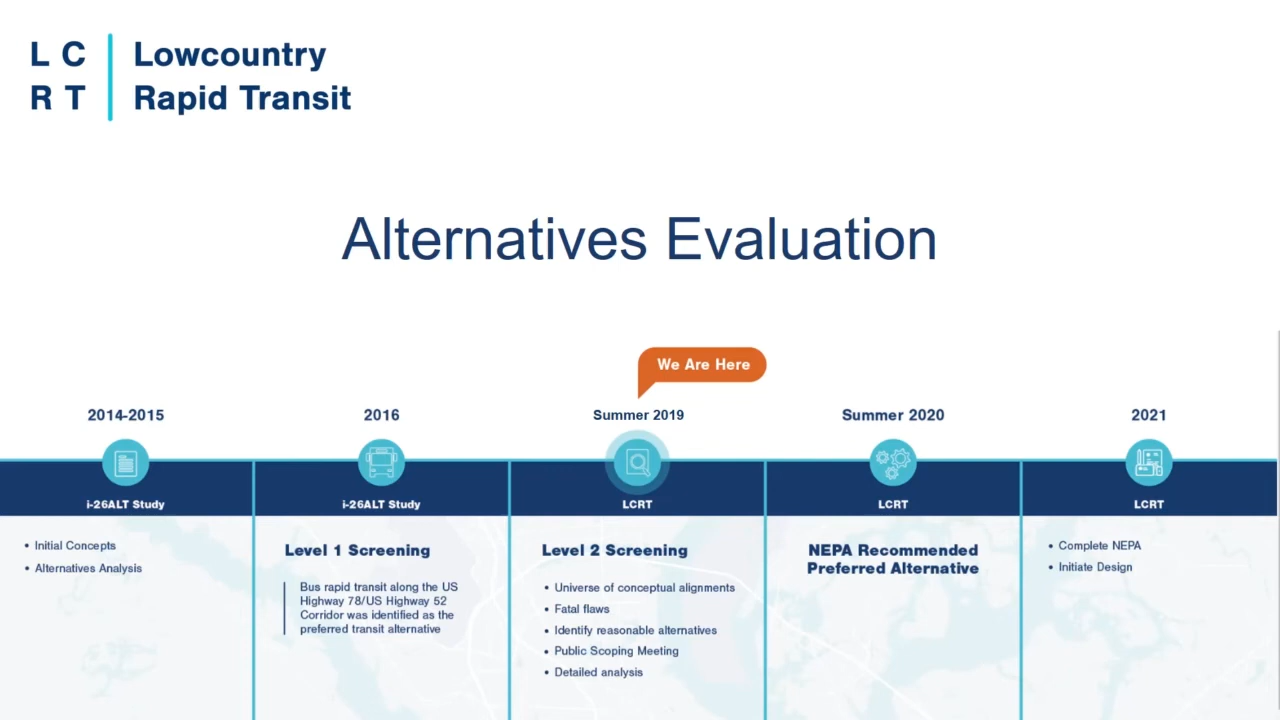 L C
R T
Lowcountry
Rapid Transit
Alternatives Evaluation
We Are Here
2014-2015
2016
Summer 2019
Summer 2020
2021
i-26ALT Study
i-26ALT Study
LCRT
LCRT
LCRT
• Initial Concepts
• Alternatives Analysis
Level 1 Screening
Bus rapid transit along the US
Highway 78/US Highway 52
Corridor was identified as the
preferred transit alternative
Level 2 Screening
• Universe of conceptual alignments
• Fatal flaws
• Identify reasonable alternatives
• Public Scoping Meeting
• Detailed analysis
NEPA Recommended
Preferred Alternative
• Complete NEPA
• Initiate Design